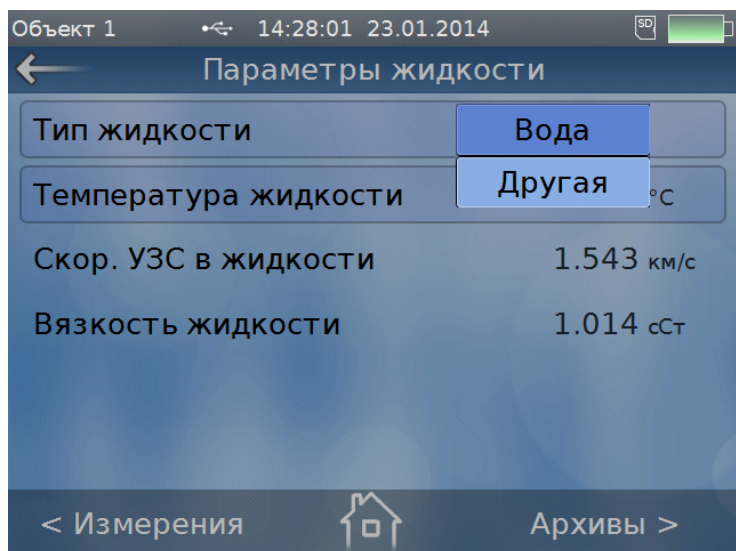 Объект 1 14:28:01 23.01.2014 SD
Параметры жидкости
Тип жидкости Вода
Другая
Температура жидкости °C
Скор. УЗС в жидкости 1.543 км/с
Вязкость жидкости 1.014 сСт
< Измерения Архивы >